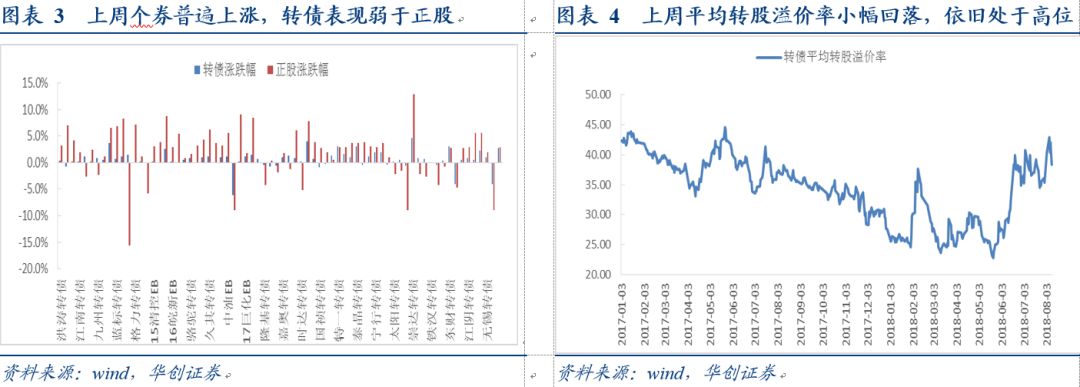 图表 3 上周个券普遍上涨，转债表现弱于正股
转债涨跌幅 正股涨跌幅
15.0%
10.0%
5.0%
0.0%
-5.0%
-10.0%
-15.0%
-20.0%
洪涛转债
江南转债
九州转债
蓝标转债
格力转债
15清控EB
16皖新EB
骆驼转债
久其转债
中油EB
17巨化EB
隆基转债
嘉奥转债
时达转债
国祯转债
特一转债
泰晶转债
宁行转债
太阳转债
崇达转债
铁汉转债
东财转债
江阴转债
无锡转债
资料来源：wind，华创证券
图表 4 上周平均转股溢价率小幅回落，依旧处于高位
转债平均转股溢价率
50.00
45.00
40.00
35.00
30.00
25.00
20.00
2017-01-03
2017-02-03
2017-03-03
2017-04-03
2017-05-03
2017-06-03
2017-07-03
2017-08-03
2017-09-03
2017-10-03
2017-11-03
2017-12-03
2018-01-03
2018-02-03
2018-03-03
2018-04-03
2018-05-03
2018-06-03
2018-07-03
2018-08-03
资料来源：wind，华创证券